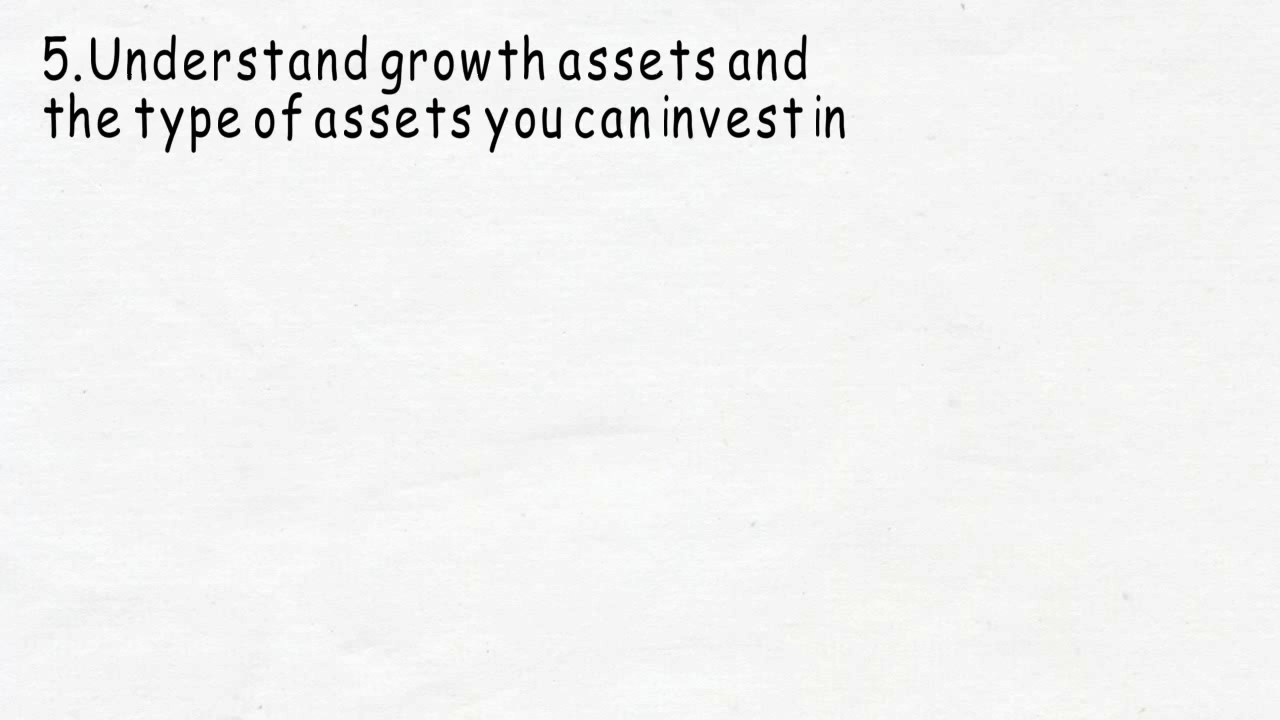 5.Understand growth assets and
the type of assets you can invest in